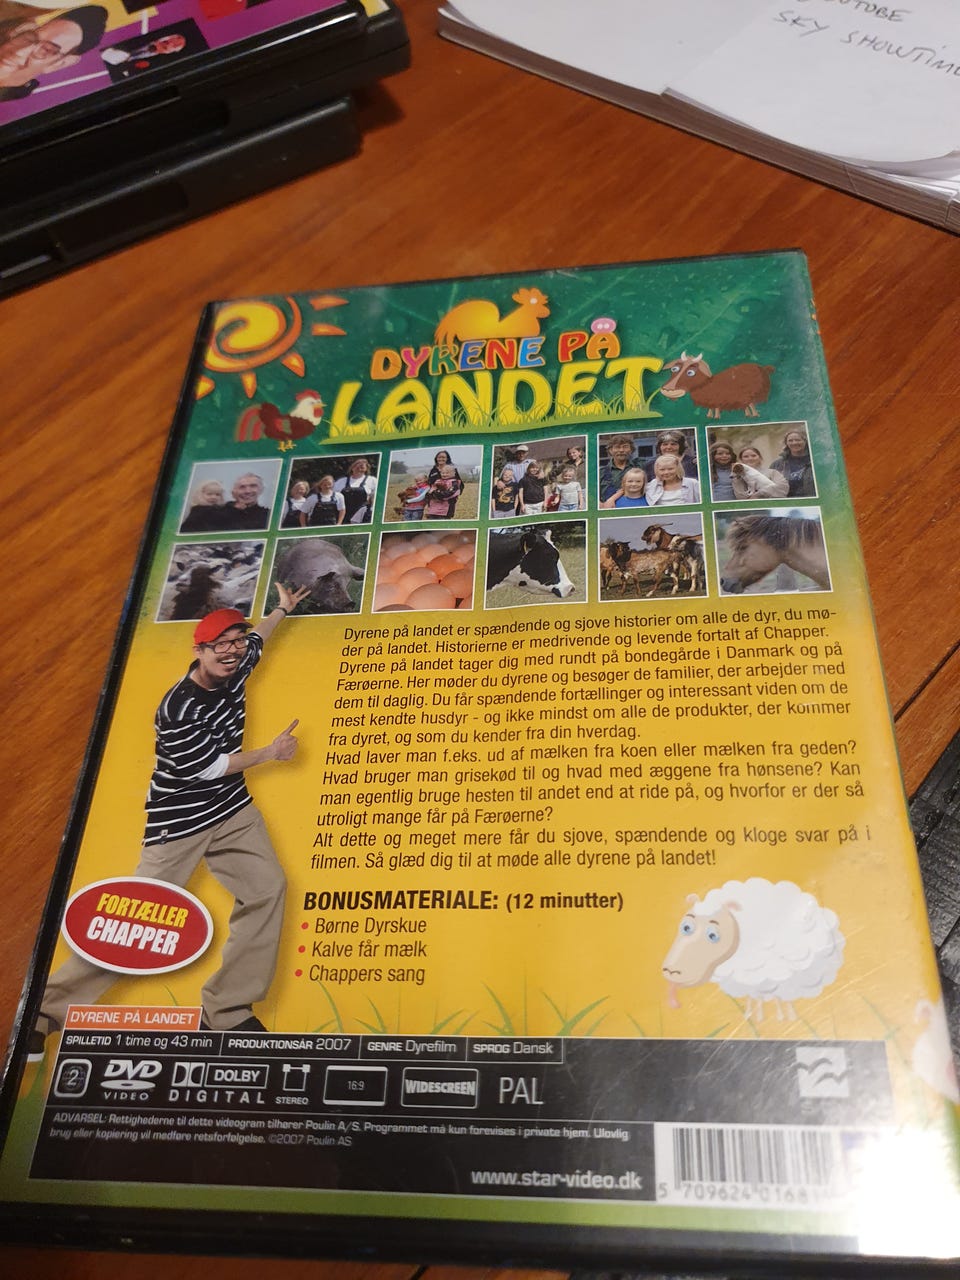 OUTUBE
SKY SHOWTIM
DYRENE PÅ
LANDET
Dyrene på landet er spændende og sjove historier om alle de dyr, du mø-
der på landet. Historierne er medrivende og levende fortalt af Chapper.
Dyrene på landet tager dig med rundt på bondegårde i Danmark og på
Færøerne. Her møder du dyrene og besøger de familier, der arbejder med
dem til daglig. Du får spændende fortællinger og interessant viden om de
mest kendte husdyr - og ikke mindst om alle de produkter, der kommer
fra dyret, og som du kender fra din hverdag.
Hvad laver man f.eks. ud af mælken fra koen eller mælken fra geden?
Hvad bruger man grisekød til og hvad med æggene fra hønsene? Kan
man egentlig bruge hesten til andet end at ride på, og hvorfor er der så
utroligt mange får på Færøerne?
Alt dette og meget mere får du sjove, spændende og kloge svar på i
filmen. Så glæd dig til at møde alle dyrene på landet!
FORTÆLLER
CHAPPER
BONUSMATERIALE: (12 minutter)
• Børne Dyrskue
• Kalve får mælk
• Chappers sang
DYRENE PÅ LANDET
SPILLETID 1 time og 43 min PRODUKTIONSÅR 2007 GENRE Dyrefilm SPROG Dansk
2 DVD VIDEO DOLBY DIGITAL STEREO 16:9 WIDESCREEN PAL
ADVARSEL: Rettighederne til dette videogram tilhører Poulin A/S. Programmet må kun forevises i private hjem. Ulovlig
brug eller kopiering vil medføre retsforfølgelse. ©2007 Poulin AS
www.star-video.dk
5 709624 0168